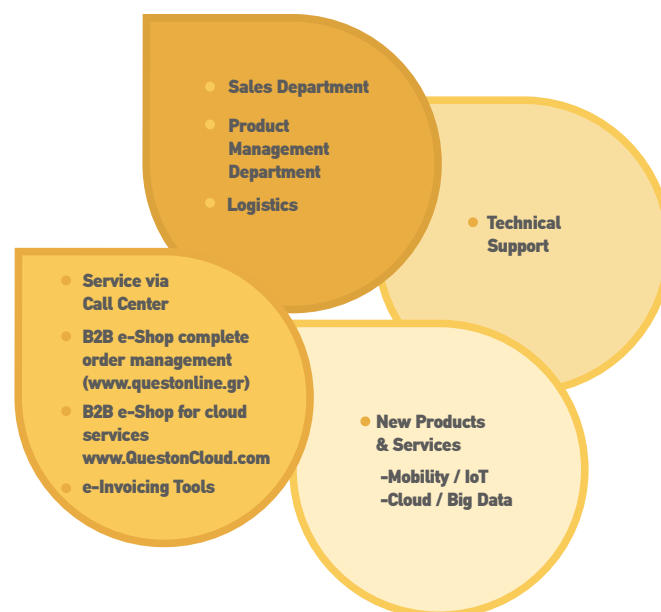 Sales Department
Product
Management
Department
Logistics
Technical
Support
Service via
Call Center
B2B e-Shop complete
order management
(www.questonline.gr)
B2B e-Shop for cloud
services
www.QuestonCloud.com
e-Invoicing Tools
New Products
& Services
-Mobility / IoT
-Cloud / Big Data